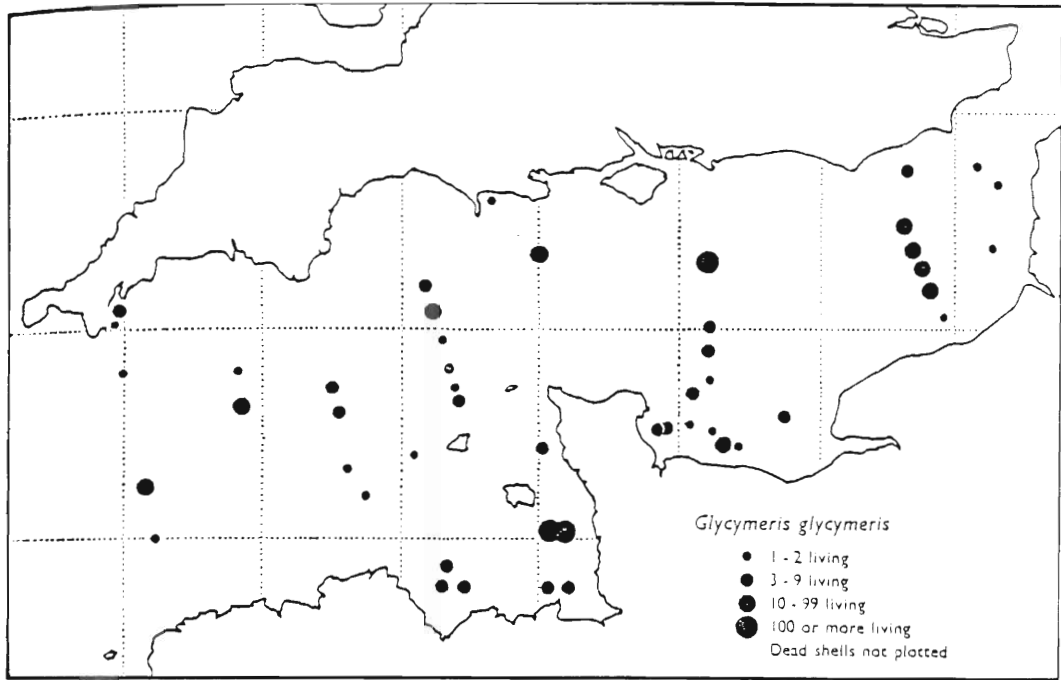 Glycymeris glycymeris
1 - 2 living
3 - 9 living
10 - 99 living
100 or more living
Dead shells not plotted